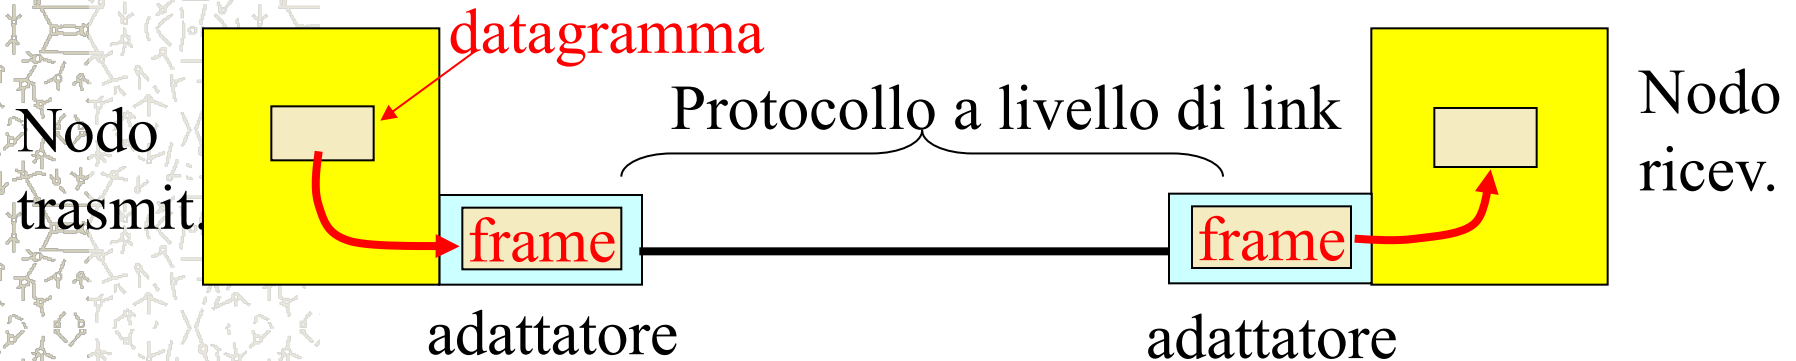 datagramma
Protocollo a livello di link
Nodo
trasmit.
Nodo
ricev.
frame
frame
adattatore
adattatore